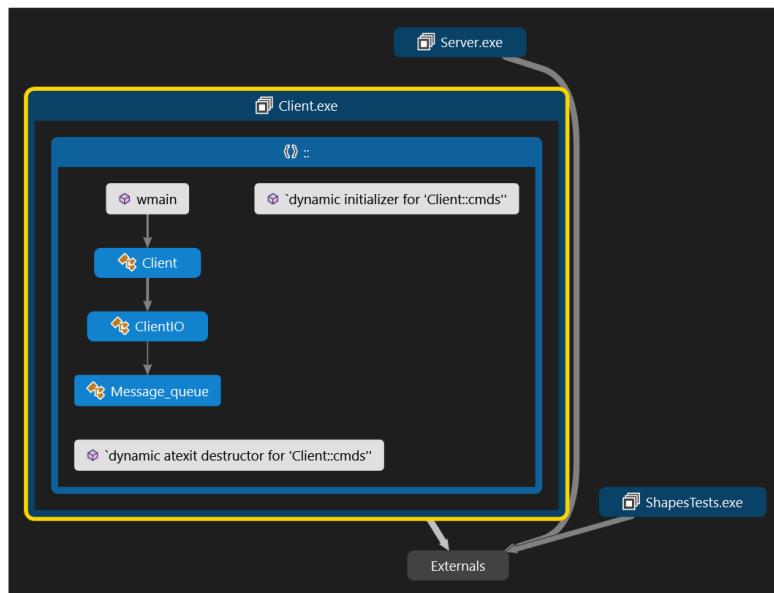 Server.exe
Client.exe
::
wmain
`dynamic initializer for 'Client::cmds''
Client
ClientIO
Message_queue
`dynamic atexit destructor for 'Client::cmds''
ShapesTests.exe
Externals